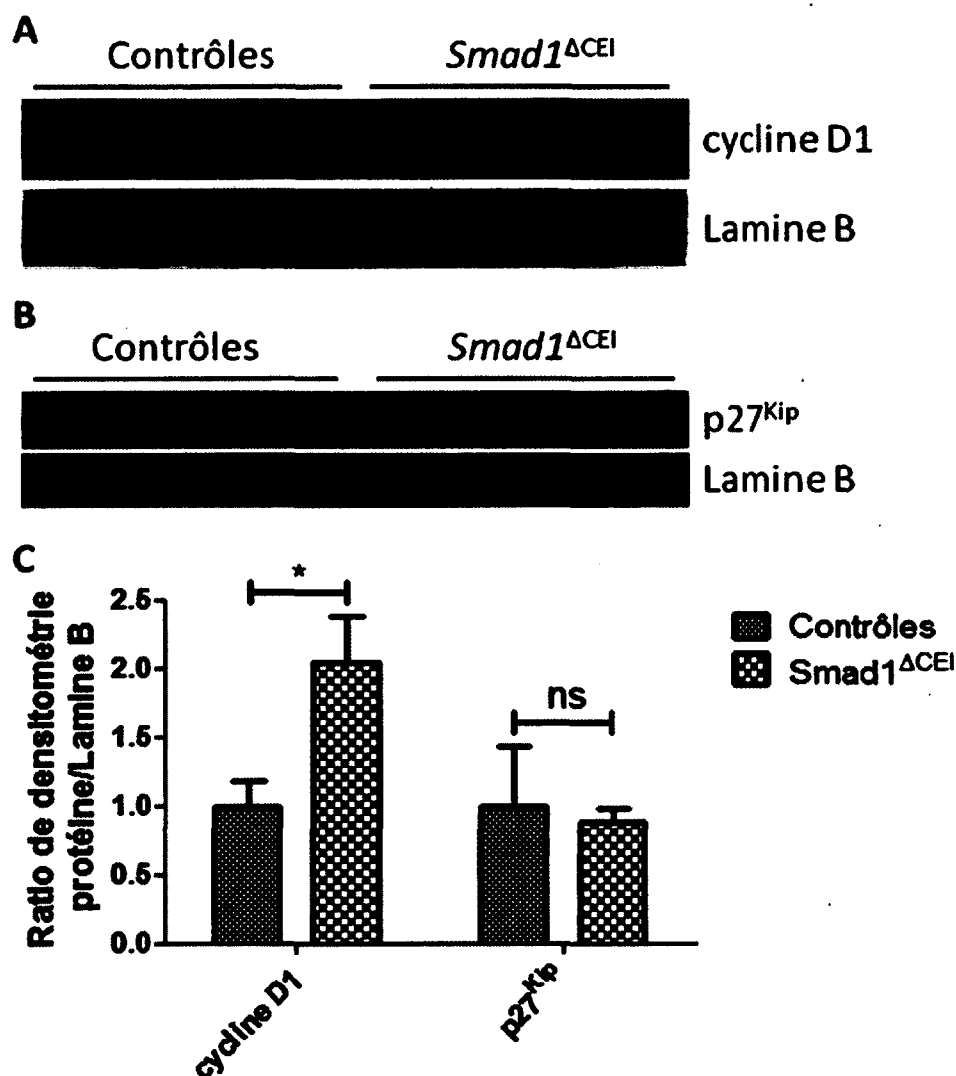 A
Contrôles Smad1ΔCEI
cycline D1
Lamine B
B
Contrôles Smad1ΔCEI
p27Kip
Lamine B
C
Ratio de densitométrie
protéine/Lamine B
2.5
2.0
1.5
1.0
0.5
0.0
*
ns
cycline D1
p27Kip
Contrôles
Smad1ΔCEI